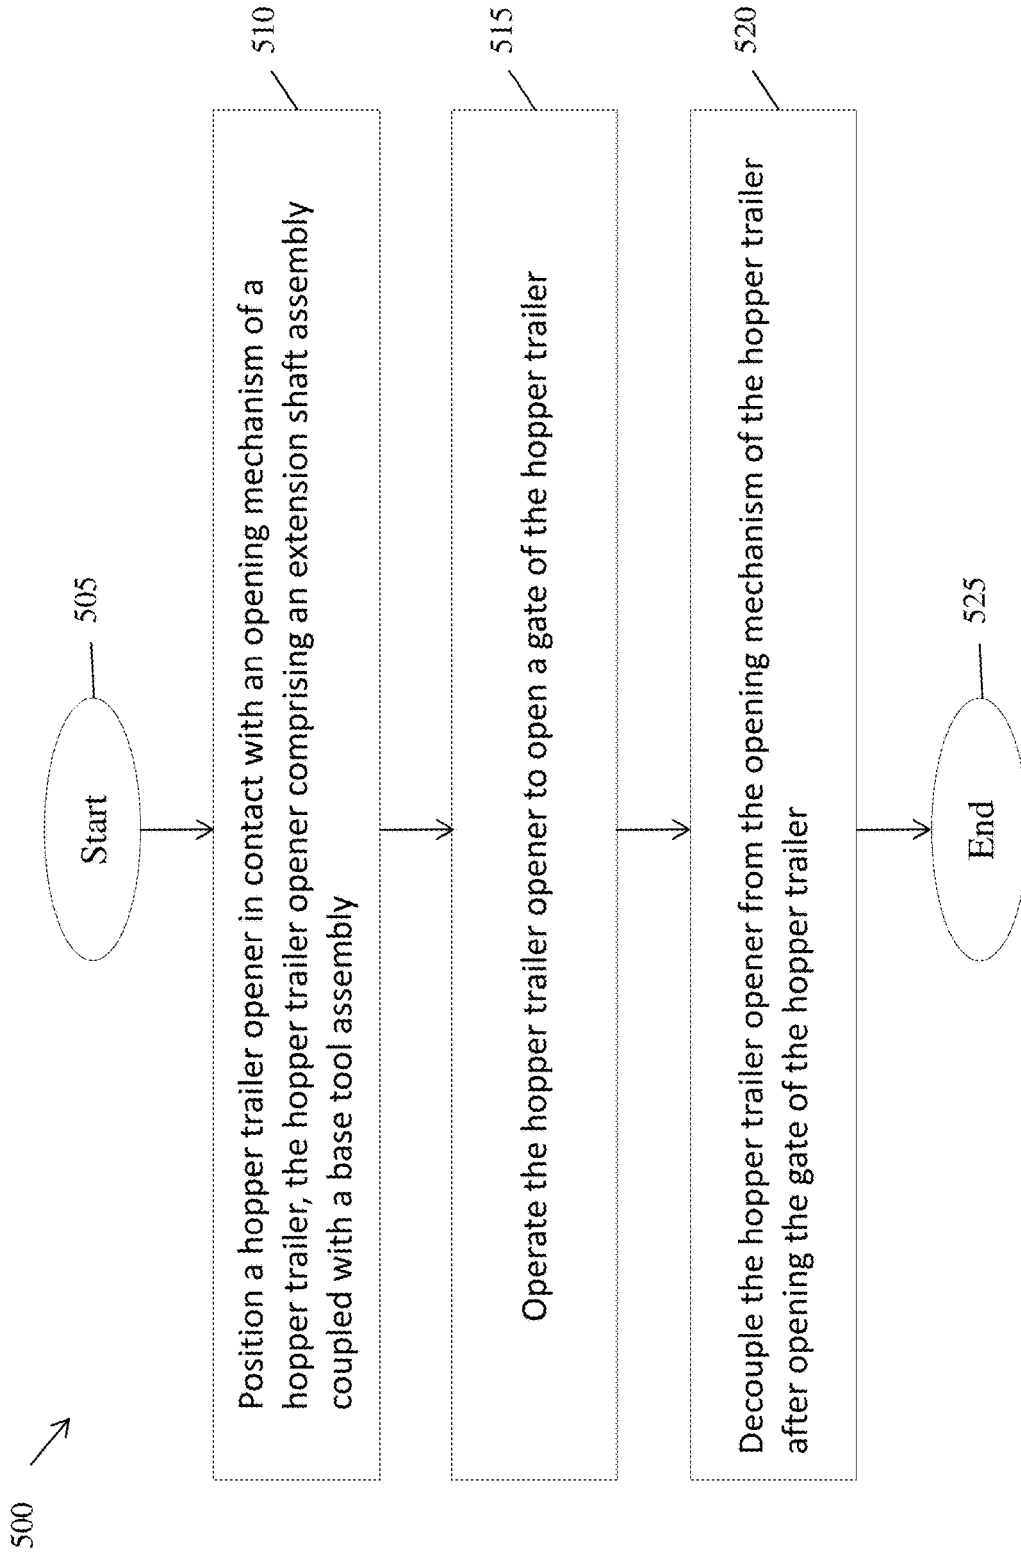 500
Start
505
Position a hopper trailer opener in contact with an opening mechanism of a
hopper trailer, the hopper trailer opener comprising an extension shaft assembly
coupled with a base tool assembly
510
Operate the hopper trailer opener to open a gate of the hopper trailer
515
Decouple the hopper trailer opener from the opening mechanism of the hopper trailer
after opening the gate of the hopper trailer
520
End
525